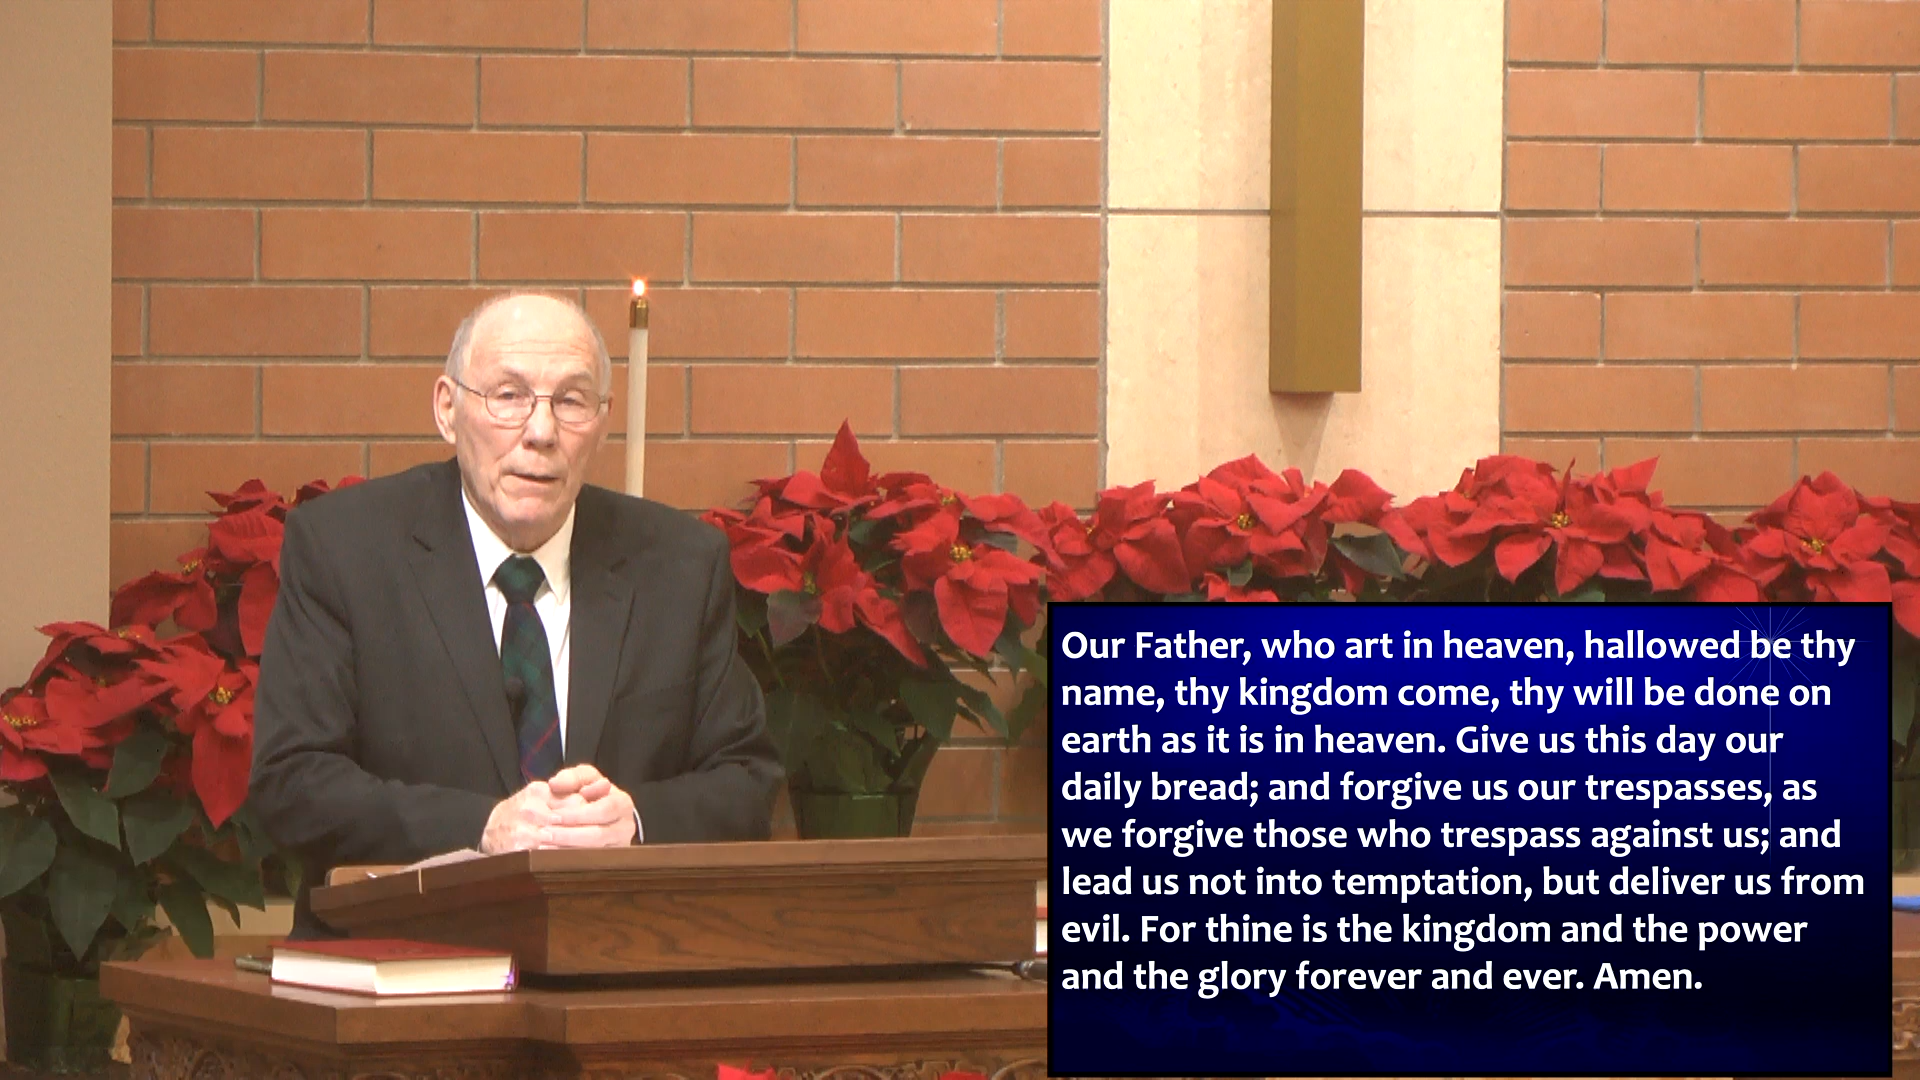 Our Father, who art in heaven, hallowed be thy
name, thy kingdom come, thy will be done on
earth as it is in heaven. Give us this day our
daily bread; and forgive us our trespasses, as
we forgive those who trespass against us; and
lead us not into temptation, but deliver us from
evil. For thine is the kingdom and the power
and the glory forever and ever. Amen.